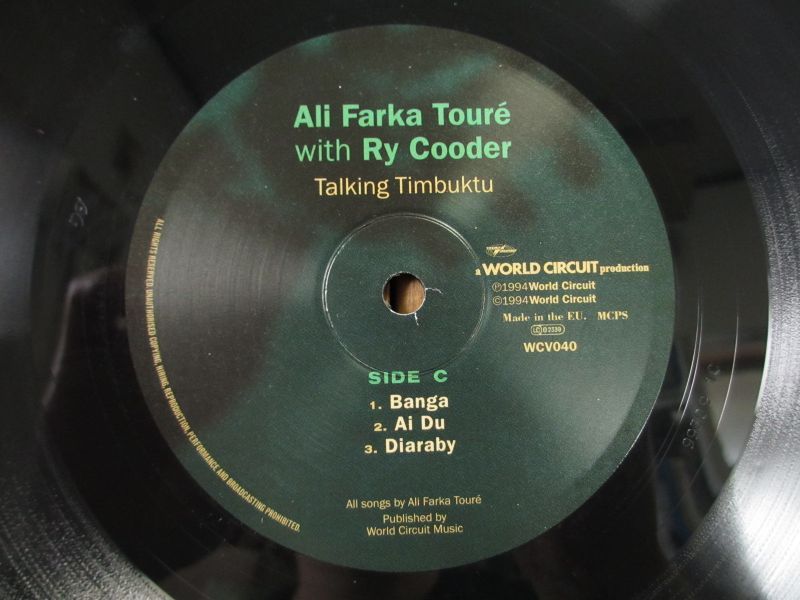 Ali Farka Touré
with Ry Cooder
Talking Timbuktu
a WORLD CIRCUIT production
℗1994 World Circuit
©1994 World Circuit
Made in the EU. MCPS
LC 2339
WCV040
SIDE C
1. Banga
2. Ai Du
3. Diaraby
All songs by Ali Farka Touré
Published by
World Circuit Music
ALL RIGHTS RESERVED. UNAUTHORISED COPYING, HIRING, REPRODUCTION, PERFORMANCE AND BROADCASTING PROHIBITED.